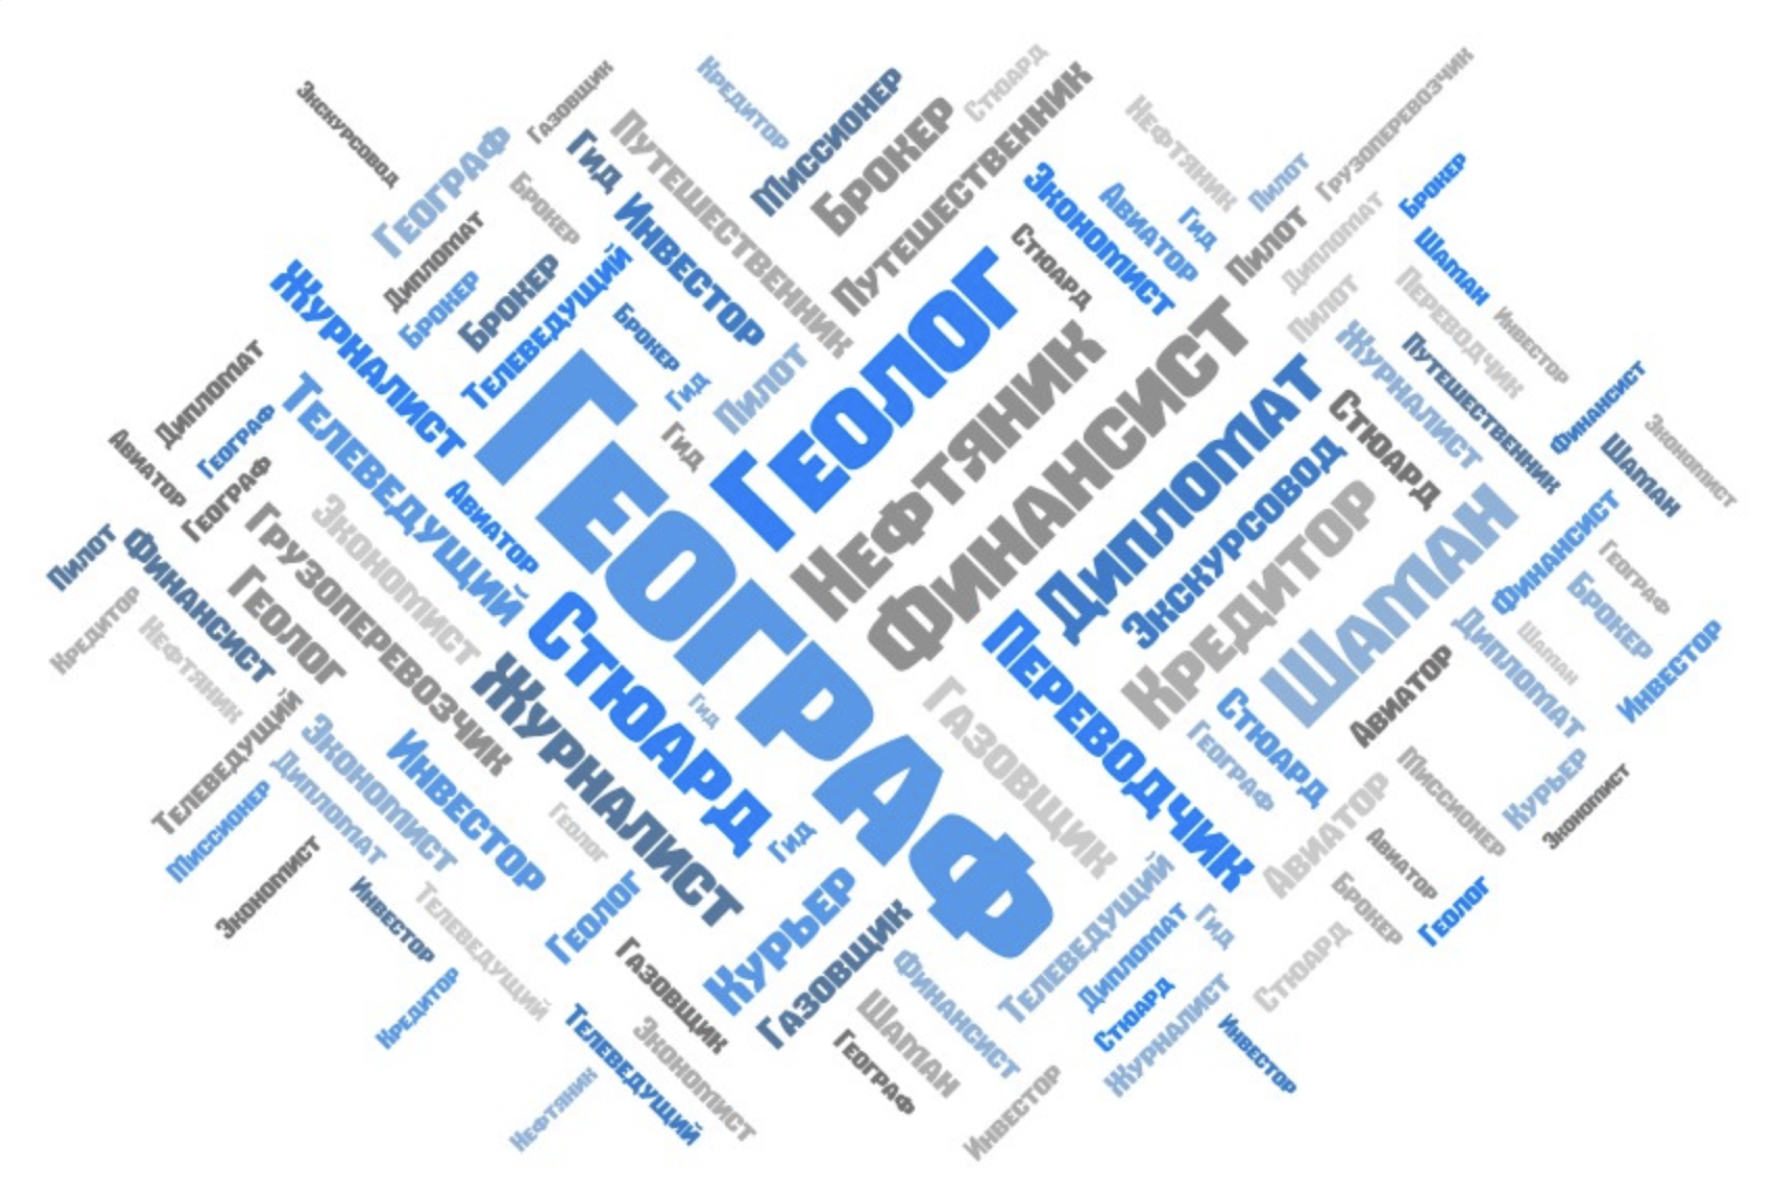 Экскурсовод
Газовщик
Кредитор
Миссионер
Брокер
Стюард
Путешественник
Нефтяник
Пилот
Грузоперевозчик
Брокер
Географ
Гид
Путешественник
Брокер
Дипломат
Инвестор
Экономист
Авиатор
Гид
Стюард
Пилот
Дипломат
Шаман
Журналист
Брокер
Брокер
Телеведущий
Брокер
Геолог
Пилот
Переводчик
Инвестор
Дипломат
Географ
Гид
Пилот
Нефтяник
Финансист
Журналист
Путешественник
Финансист
Экономист
Авиатор
Географ
Телеведущий
Гид
Географ
Дипломат
Стюард
Шаман
Пилот
Финансист
Грузоперевозчик
Экономист
Авиатор
Экскурсовод
Кредитор
Шаман
Финансист
Географ
Кредитор
Нефтяник
Геолог
Стюард
Переводчик
Дипломат
Шаман
Брокер
Инвестор
Телеведущий
Журналист
Гид
Газовщик
Стюард
Географ
Авиатор
Миссионер
Экономист
Дипломат
Инвестор
Геолог
Гид
Авиатор
Миссионер
Курьер
Экономист
Экономист
Инвестор
Телеведущий
Геолог
Курьер
Газовщик
Телеведущий
Дипломат
Гид
Авиатор
Брокер
Геолог
Кредитор
Газовщик
Финансист
Шаман
Стюард
Журналист
Стюард
Инвестор
Нефтяник
Телеведущий
Экономист
Географ
Инвестор